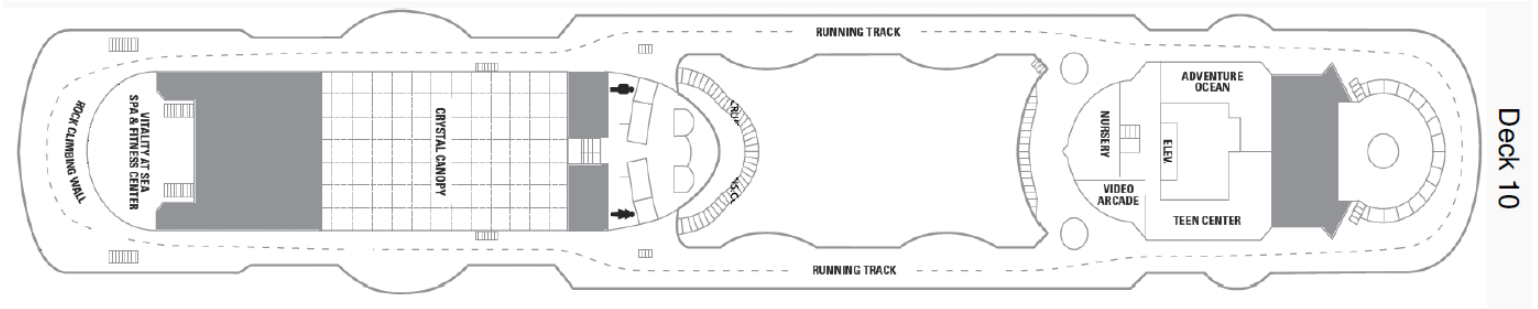 RUNNING TRACK
ROCK CLIMBING WALL
VITALITY AT SEA
SPA & FITNESS CENTER
CRYSTAL CANOPY
NURSERY
VIDEO
ARCADE
ADVENTURE
OCEAN
ELEV.
TEEN CENTER
RUNNING TRACK
Deck 10